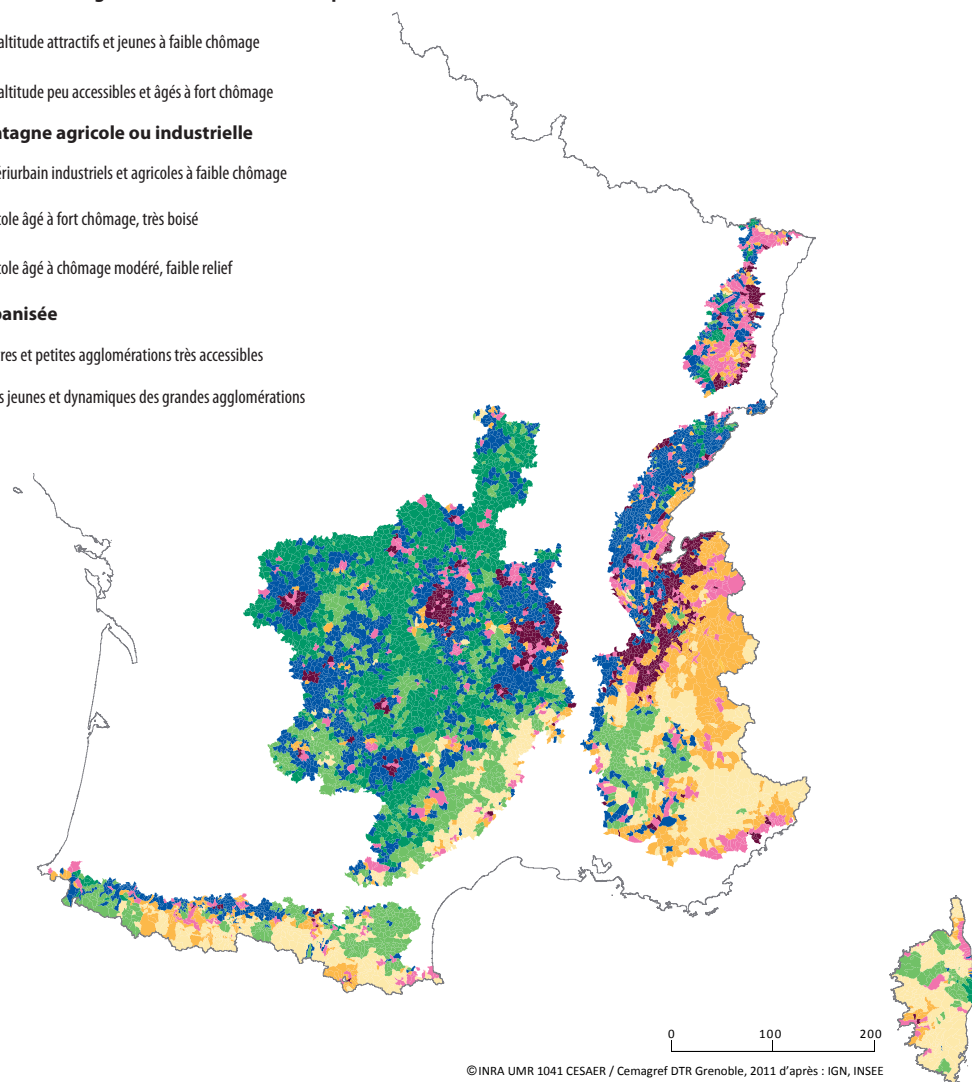 altitude attractifs et jeunes à faible chômage
altitude peu accessibles et âgés à fort chômage
tagne agricole ou industrielle
ériurbain industriels et agricoles à faible chômage
ole âgé à fort chômage, très boisé
ole âgé à chômage modéré, faible relief
banisée
res et petites agglomérations très accessibles
s jeunes et dynamiques des grandes agglomérations
0 100 200
©INRA UMR 1041 CESAER / Cemagref DTR Grenoble, 2011 d'après : IGN, INSEE